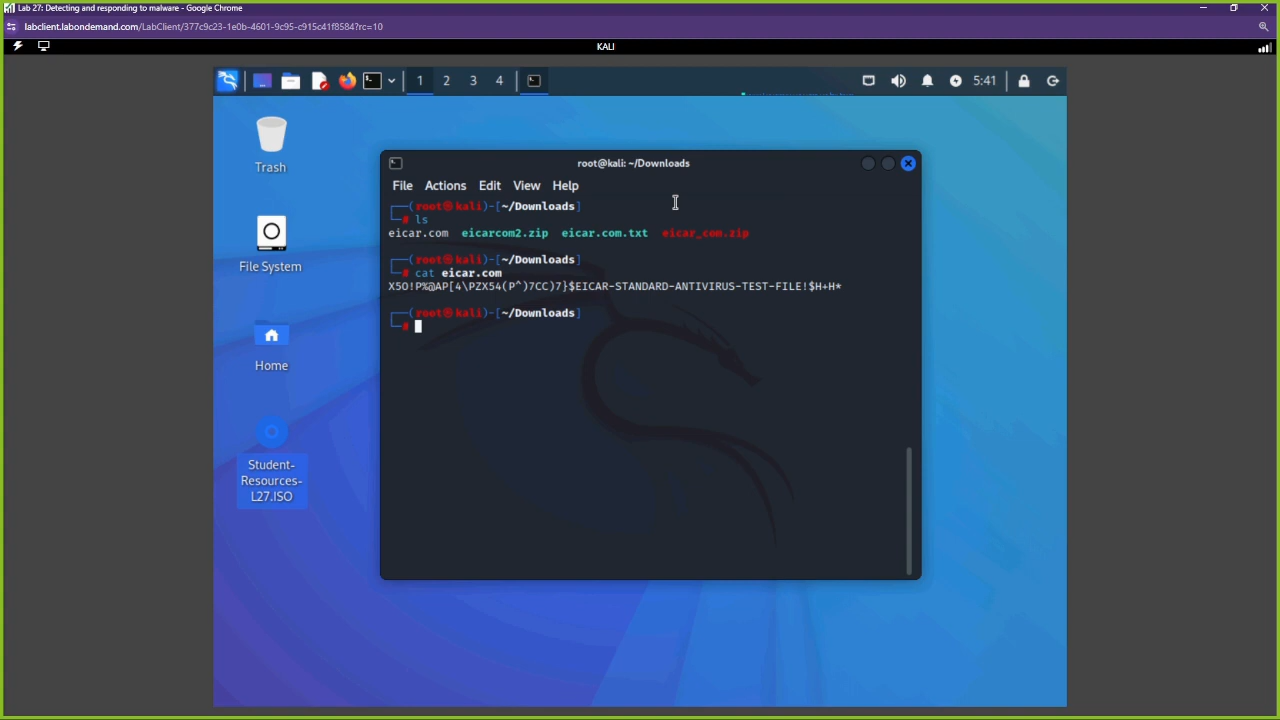 Lab 27: Detecting and responding to malware - Google Chrome
labclient.labondemand.com/LabClient/377c9c23-1e0b-4601-9c95-c915c41f8584?rc=10
KALI
1 2 3 4 5:41
Trash
File System
Home
Student-
Resources-
L27.ISO
root@kali: ~/Downloads
File Actions Edit View Help
┌──(root㉿kali)-[~/Downloads]
└─# ls
eicar.com eicarcom2.zip eicar.com.txt eicar_com.zip
┌──(root㉿kali)-[~/Downloads]
└─# cat eicar.com
X5O!P%@AP[4\PZX54(P^)7CC)7}$EICAR-STANDARD-ANTIVIRUS-TEST-FILE!$H+H*
┌──(root㉿kali)-[~/Downloads]
└─#